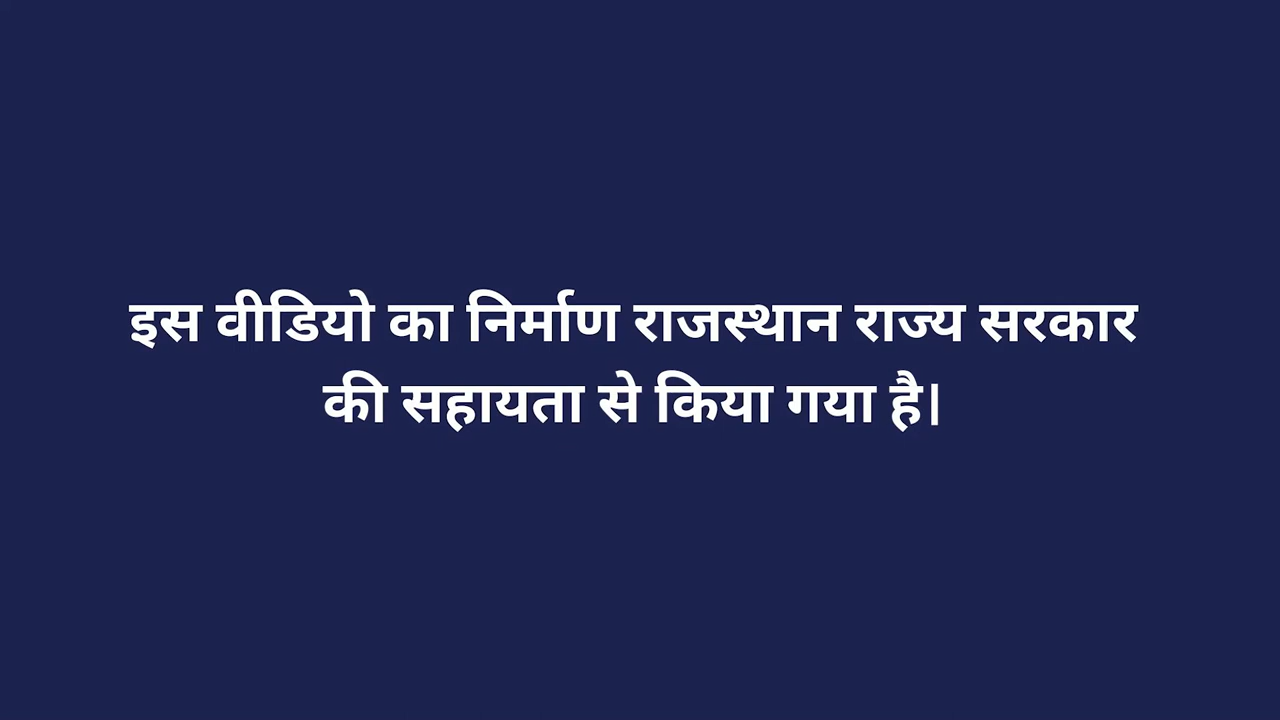 इस वीडियो का निर्माण राजस्थान राज्य सरकार
की सहायता से किया गया है।